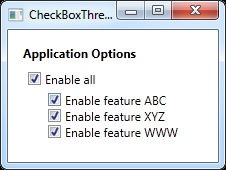 CheckBoxThre...
Application Options
Enable all
Enable feature ABC
Enable feature XYZ
Enable feature WWW